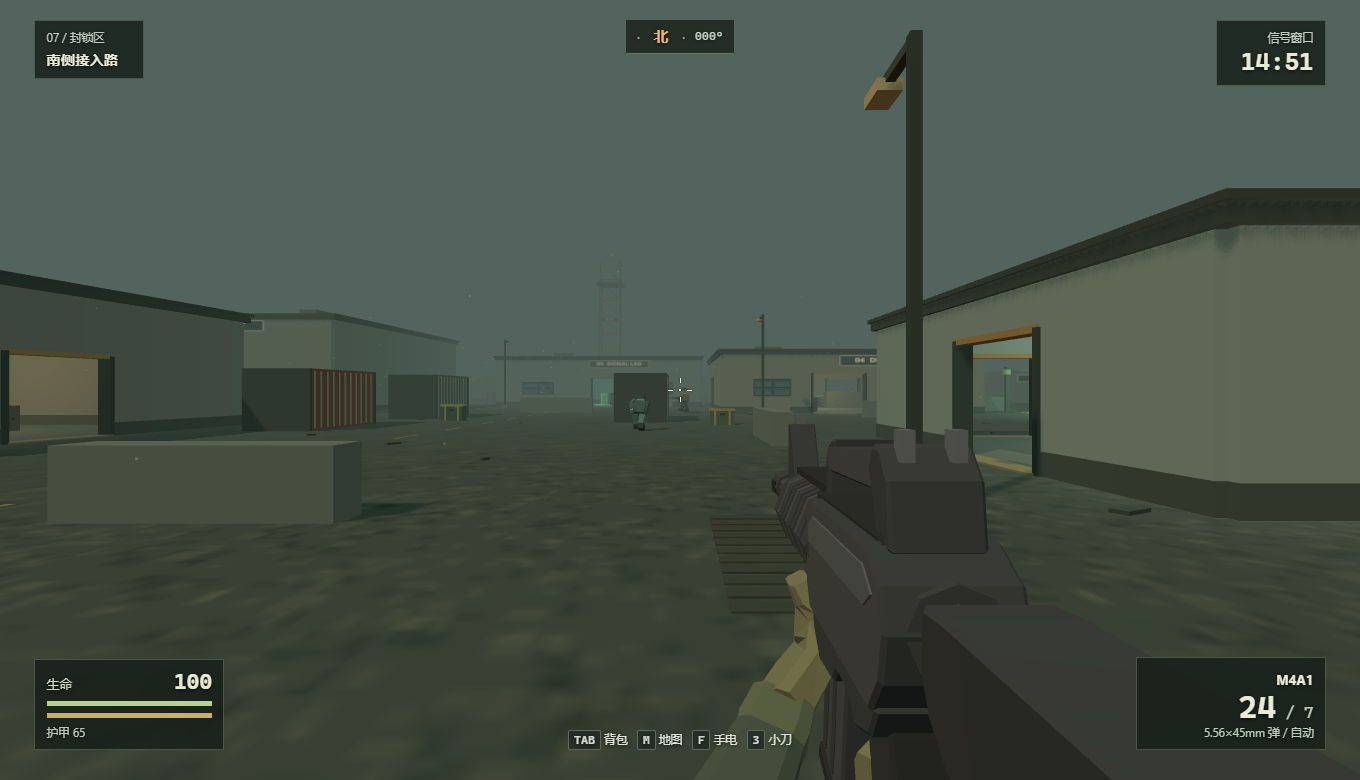 07 / 封锁区
南侧接入路
· 北 · 000°
信号窗口
14:51
生命 100
护甲 65
TAB 背包 M 地图 F 手电 3 小刀
M4A1
24 / 7
5.56×45mm 弹 / 自动